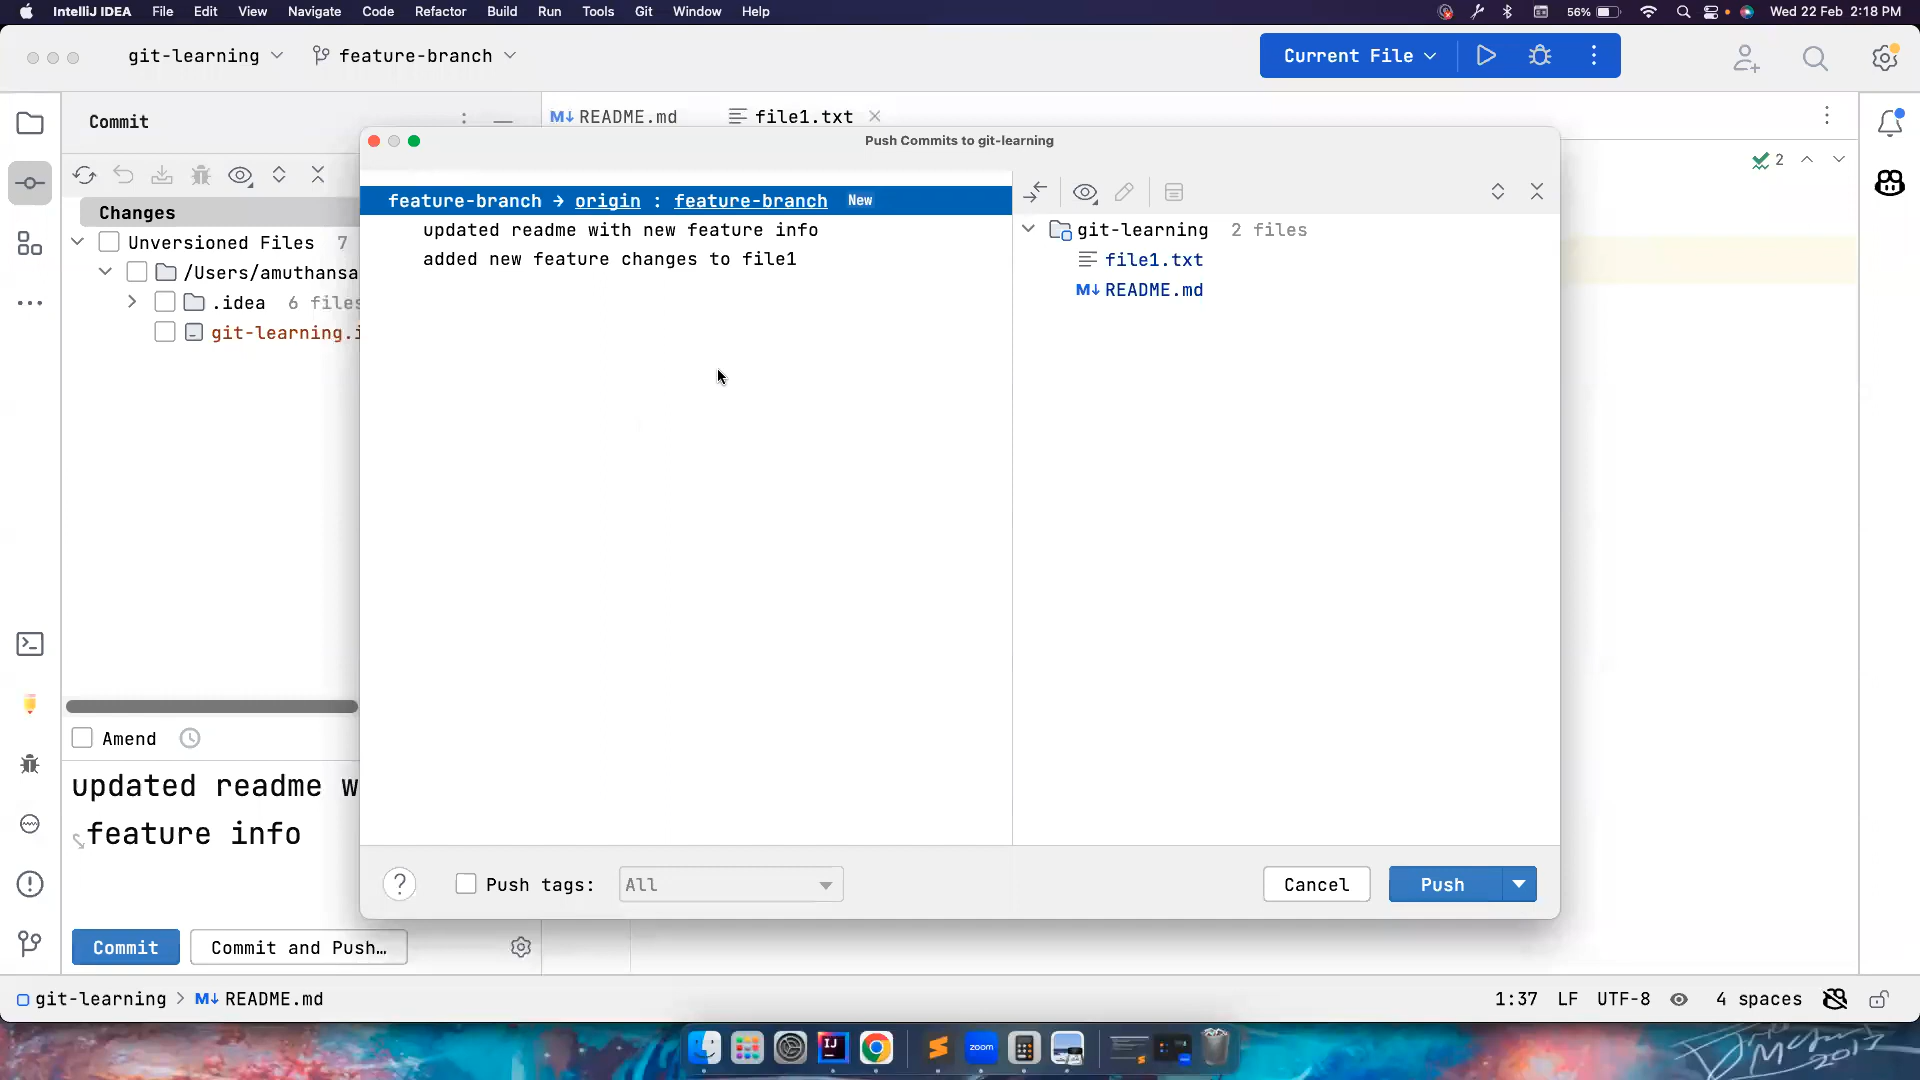 IntelliJ IDEA File Edit View Navigate Code Refactor Build Run Tools Git Window Help 56% Wed 22 Feb 2:18 PM
git-learning feature-branch Current File
Commit
README.md file1.txt
Push Commits to git-learning
2
feature-branch → origin : feature-branch New
updated readme with new feature info
added new feature changes to file1
git-learning 2 files
file1.txt
README.md
Changes
Unversioned Files 7
/Users/amuthansa
.idea 6 files
git-learning.i
Amend
updated readme w
feature info
? Push tags: All Cancel Push
Commit Commit and Push…
git-learning > README.md 1:37 LF UTF-8 4 spaces
IJ zoom
2017